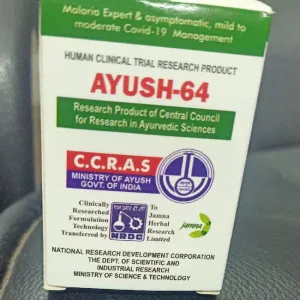 Malaria Expert & asymptomatic, mild to
moderate Covid-19 Management
HUMAN CLINICAL TRIAL RESEARCH PRODUCT
AYUSH-64
Research Product of Central Council
for Research in Ayurvedic Sciences
C.C.R.A.S
MINISTRY OF AYUSH
GOVT. OF INDIA
Clinically
Researched
Formulation
Technology
Transferred by
NRDC
To
Jamna
Herbal
Research
Limited
jamna
NATIONAL RESEARCH DEVELOPMENT CORPORATION
THE DEPT. OF SCIENTIFIC AND
INDUSTRIAL RESEARCH
MINISTRY OF SCIENCE & TECHNOLOGY